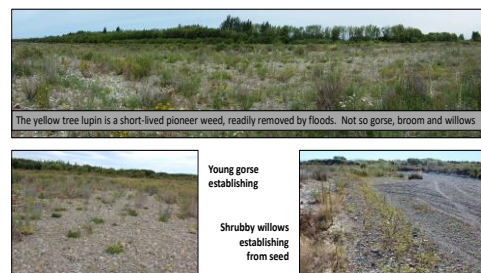 The yellow tree lupin is a short-lived pioneer weed, readily removed by floods.  Not so gorse, broom and willows
Young gorse
establishing
Shrubby willows
establishing
from seed